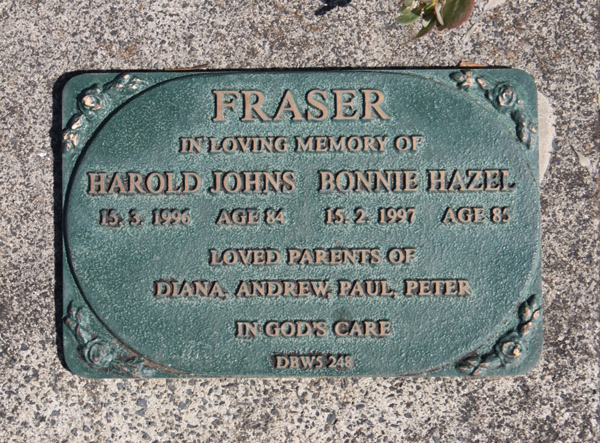 FRASER
IN LOVING MEMORY OF
HAROLD JOHNS BONNIE HAZEL
15. 3. 1996 AGE 84 15. 2. 1997 AGE 85
LOVED PARENTS OF
DIANA, ANDREW, PAUL, PETER
IN GOD'S CARE
DBW5 248